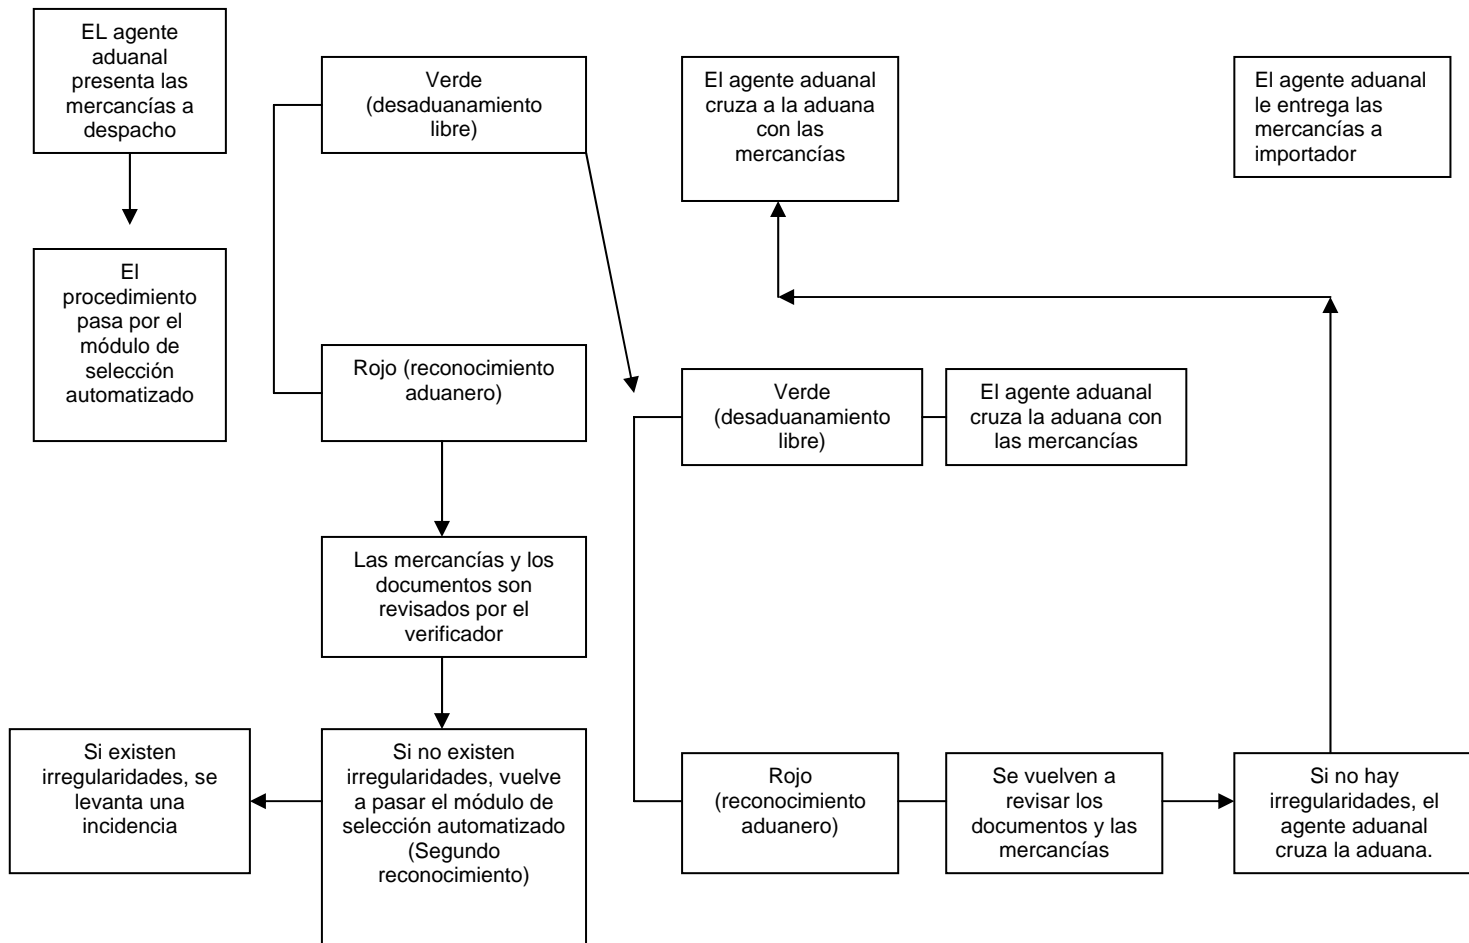 EL agente
aduanal
presenta las
mercancías a
despacho
Verde
(desaduanamiento
libre)
El agente aduanal
cruza a la aduana
con las
mercancías
El agente aduanal
le entrega las
mercancías a
importador
El
procedimiento
pasa por el
módulo de
selección
automatizado
Rojo (reconocimiento
aduanero)
Verde
(desaduanamiento
libre)
El agente aduanal
cruza la aduana con
las mercancías
Las mercancías y los
documentos son
revisados por el
verificador
Si existen
irregularidades, se
levanta una
incidencia
Si no existen
irregularidades, vuelve
a pasar el módulo de
selección automatizado
(Segundo
reconocimiento)
Rojo
(reconocimiento
aduanero)
Se vuelven a
revisar los
documentos y las
mercancías
Si no hay
irregularidades, el
agente aduanal
cruza la aduana.